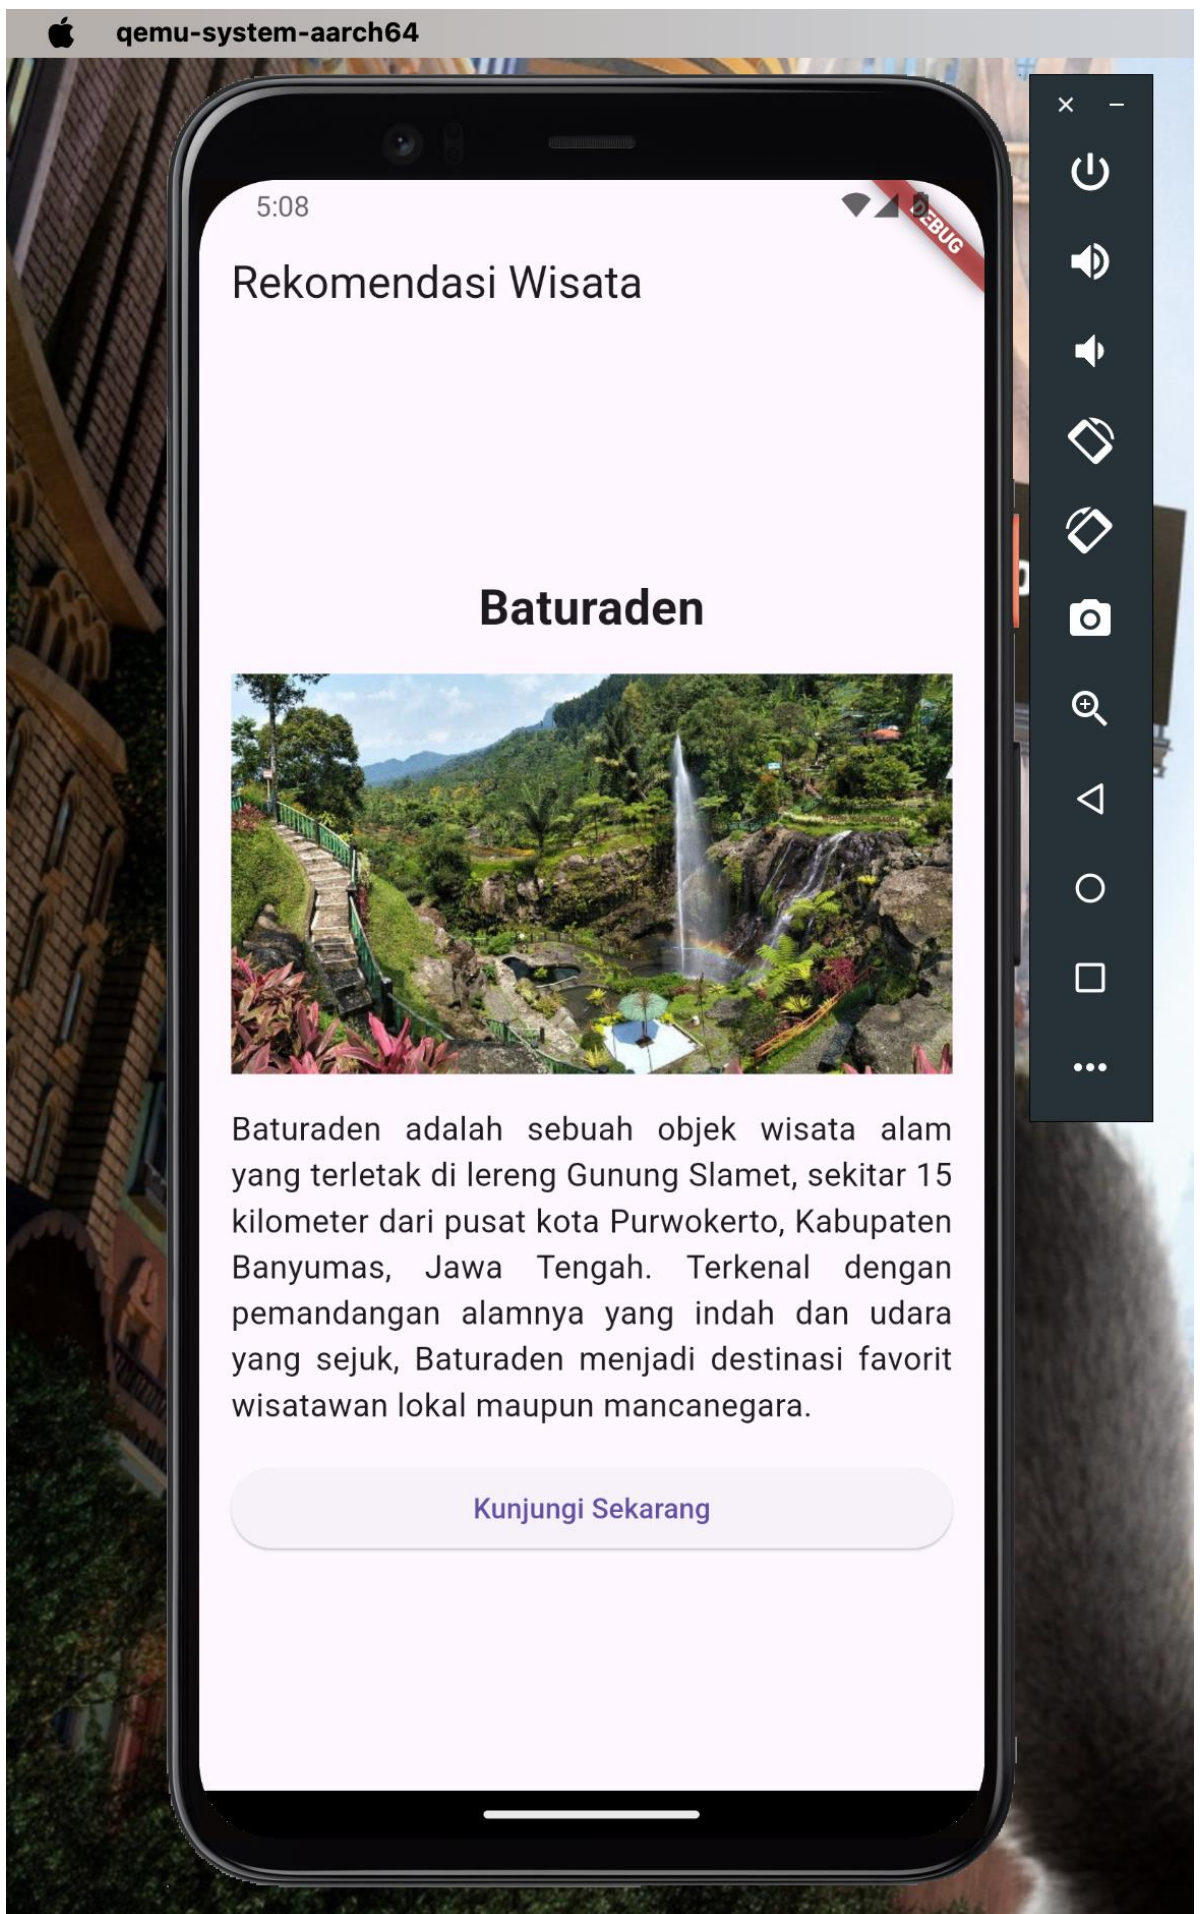 qemu-system-aarch64
5:08
DEBUG
Rekomendasi Wisata
Baturaden
Baturaden adalah sebuah objek wisata alam
yang terletak di lereng Gunung Slamet, sekitar 15
kilometer dari pusat kota Purwokerto, Kabupaten
Banyumas, Jawa Tengah. Terkenal dengan
pemandangan alamnya yang indah dan udara
yang sejuk, Baturaden menjadi destinasi favorit
wisatawan lokal maupun mancanegara.
Kunjungi Sekarang